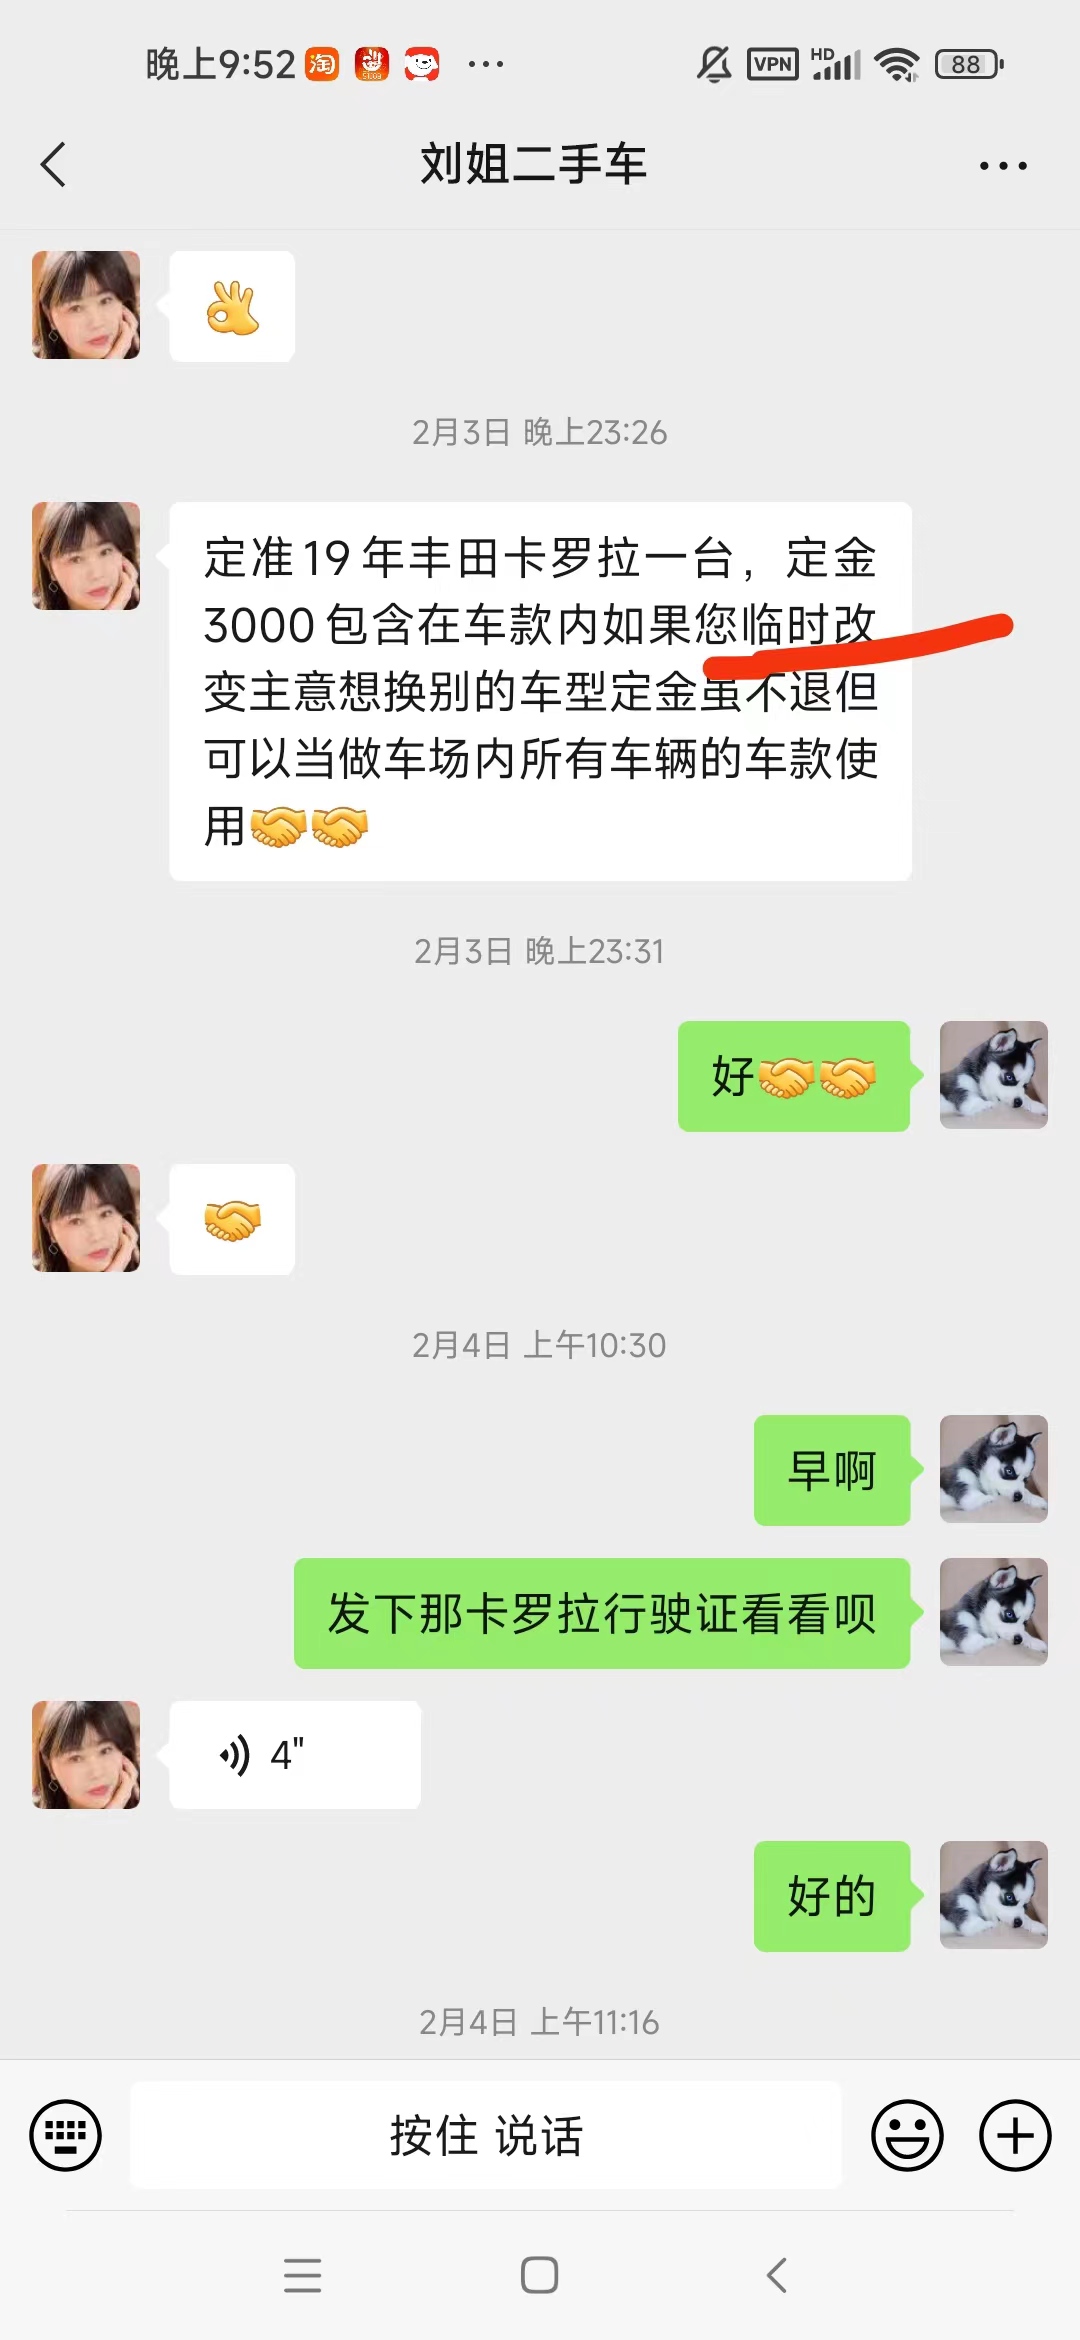 晚上9:52 淘 ... VPN HD 88
刘姐二手车
2月3日 晚上23:26
定准19年丰田卡罗拉一台，定金
3000包含在车款内如果您临时改
变主意想换别的车型定金虽不退但
可以当做车场内所有车辆的车款使
用🤝🤝
2月3日 晚上23:31
好🤝🤝
2月4日 上午10:30
早啊
发下那卡罗拉行驶证看看呗
4"
好的
2月4日 上午11:16
按住 说话